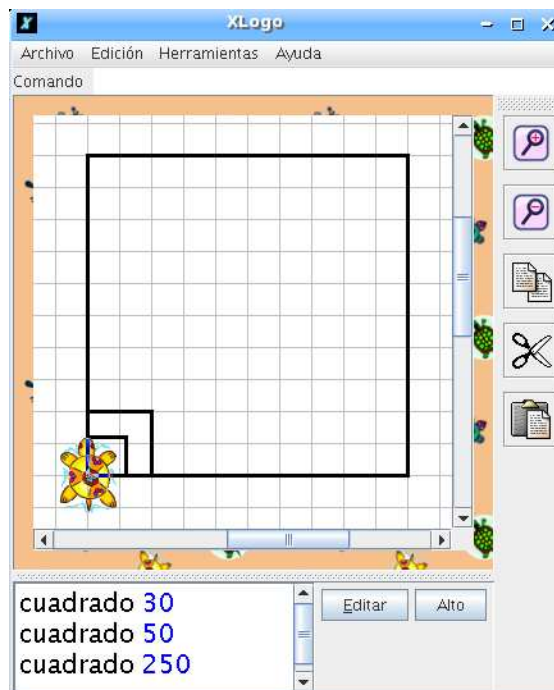 XLogo
Archivo Edición Herramientas Ayuda
Comando
cuadrado 30
cuadrado 50
cuadrado 250
Editar Alto